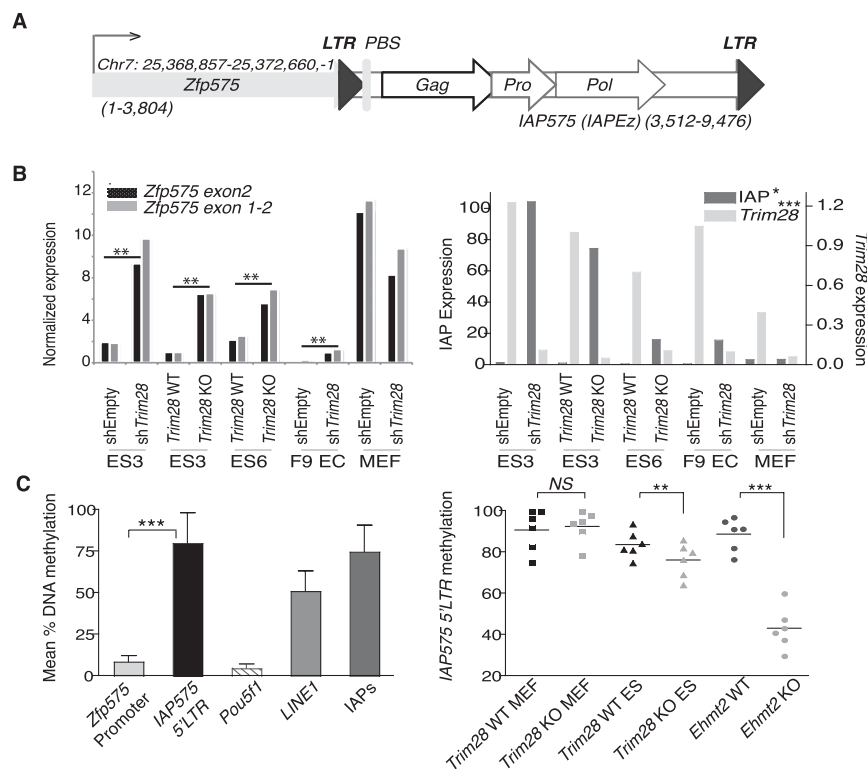 A
LTR PBS LTR
Chr7: 25,368,857-25,372,660,-1
Zfp575 Gag Pro Pol
(1-3,804)
IAP575 (IAPEz) (3,512-9,476)
B
Normalized expression
12
8
8
4
0
Zfp575 exon2
Zfp575 exon 1-2
**
**
**
**
shEmpty
shTrim28
Trim28 WT
Trim28 KO
Trim28 WT
Trim28 KO
shEmpty
shTrim28
shEmpty
shTrim28
ES3 ES3 ES6 F9 EC MEF
IAP Expression
100
80
60
40
20
0
IAP *
Trim28 ***
1.2
0.9
0.6
0.3
0.0
Trim28 expression
shEmpty
shTrim28
Trim28 WT
Trim28 KO
Trim28 WT
Trim28 KO
shEmpty
shTrim28
shEmpty
shTrim28
ES3 ES3 ES6 F9 EC MEF
C
Mean % DNA methylation
100
75
50
25
0
***
Zfp575
Promoter
IAP575
5'LTR
Pou5f1
LINE1
IAPs
IAP575 5'LTR methylation
100
80
60
40
20
NS
**
***
Trim28 WT MEF
Trim28 KO MEF
Trim28 WT ES
Trim28 KO ES
Ehmt2 WT
Ehmt2 KO